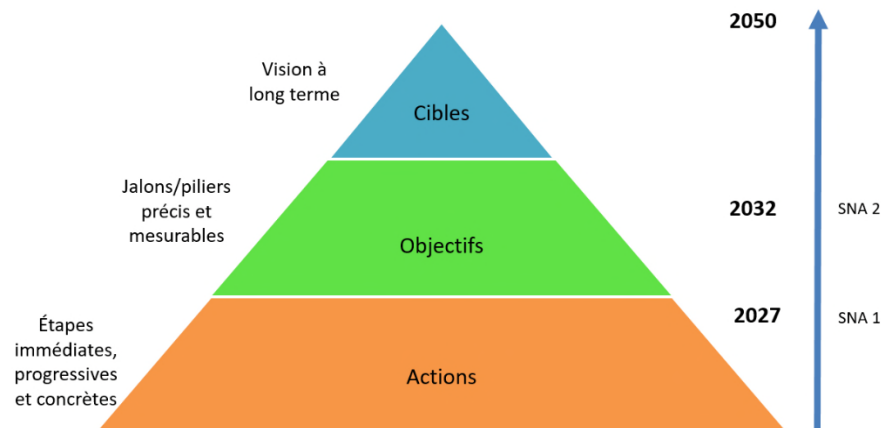 2050
Vision à
long terme
Cibles
Jalons/piliers
précis et
mesurables
2032
SNA 2
Objectifs
2027
SNA 1
Étapes
immédiates,
progressives
et concrètes
Actions